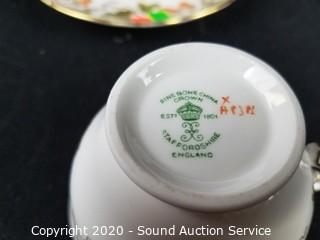 FINE BONE CHINA
CROWN
ESTD 1801
STAFFORDSHIRE
ENGLAND
X
Copyright 2020 - Sound Auction Service